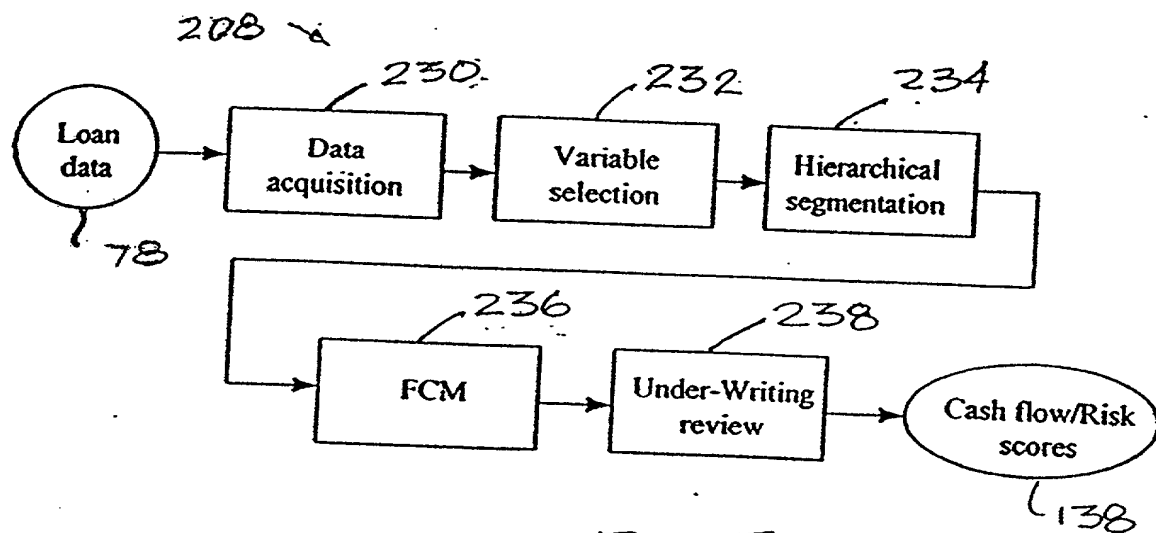 208
230
232
234
Loan
data
Data
acquisition
Variable
selection
Hierarchical
segmentation
78
236
238
FCM
Under-Writing
review
Cash flow/Risk
scores
138